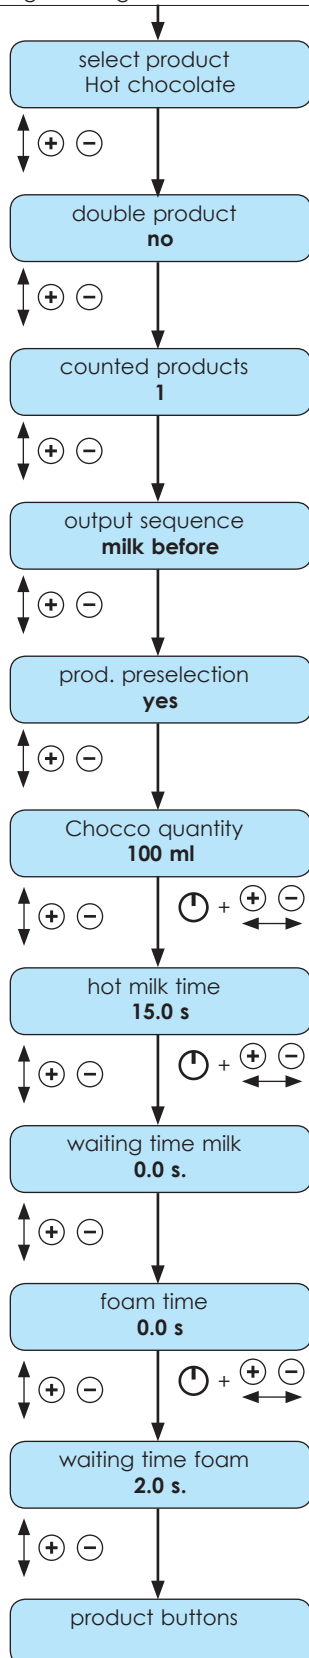 select product
Hot chocolate
+ −
double product
no
+ −
counted products
1
+ −
output sequence
milk before
+ −
prod. preselection
yes
+ −
Chocco quantity
100 ml
+ − + + −
hot milk time
15.0 s
+ − + + −
waiting time milk
0.0 s.
+ −
foam time
0.0 s
+ − + + −
waiting time foam
2.0 s.
+ −
product buttons